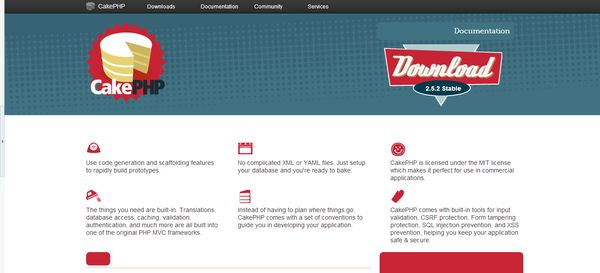 CakePHP Downloads Documentation Community Services
Documentation
Download
2.5.2 Stable
CakePHP
Use code generation and scaffolding features
to rapidly build prototypes
No complicated XML or YAML files. Just setup
your database and you're ready to bake.
CakePHP is licensed under the MIT license
which makes it perfect for use in commercial
applications.
The things you need are built-in. Translations,
database access, caching, validation,
authentication, and much more are all built into
one of the original PHP MVC frameworks.
Instead of having to plan where things go,
CakePHP comes with a set of conventions to
guide you in developing your application.
CakePHP comes with built-in tools for input
validation, CSRF protection, Form tampering
protection, SQL injection prevention, and XSS
prevention, helping you keep your application
safe & secure.